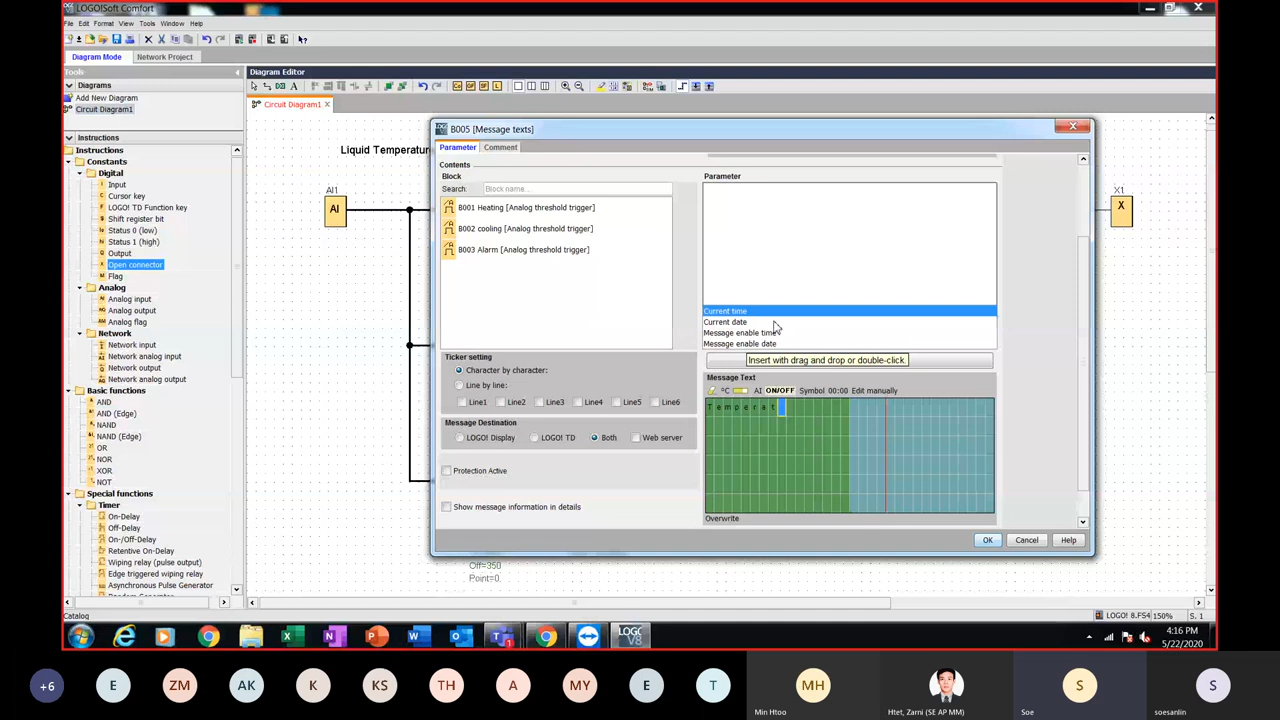 LOGO!Soft Comfort
File Edit Format View Tools Window Help
Diagram Mode Network Project
Tools
Diagrams
Add New Diagram
Circuit Diagram1
Instructions
Instructions
Constants
Digital
Input
Cursor key
LOGO! TD Function key
Shift register bit
Status 0 (low)
Status 1 (high)
Output
Open connector
Flag
Analog
Analog input
Analog output
Analog flag
Network
Network input
Network analog input
Network output
Network analog output
Basic functions
AND
AND (Edge)
NAND
NAND (Edge)
OR
NOR
XOR
NOT
Special functions
Timer
On-Delay
Off-Delay
On-/Off-Delay
Retentive On-Delay
Wiping relay (pulse output)
Edge triggered wiping relay
Asynchronous Pulse Generator
Catalog
Diagram Editor
Circuit Diagram1
Liquid Temperature
AI1
AI
X1
X
Off=350
Point=0
B005 [Message texts]
Parameter Comment
Contents
Block
Search: Block name...
B001 Heating [Analog threshold trigger]
B002 cooling [Analog threshold trigger]
B003 Alarm [Analog threshold trigger]
Ticker setting
Character by character:
Line by line:
Line1 Line2 Line3 Line4 Line5 Line6
Message Destination
LOGO! Display LOGO! TD Both Web server
Protection Active
Show message information in details
Parameter
Current time
Current date
Message enable time
Message enable date
Insert with drag and drop or double-click.
Message Text
°C AI ON/OFF Symbol 00:00 Edit manually
Temperat
Overwrite
OK Cancel Help
LOGO! 8.FS4 150% S. 1
4:16 PM
5/22/2020
+6 E ZM AK K KS TH A MY E T MH S S
Min Htoo
Htet, Zarni (SE AP MM)
Soe
soesanlin